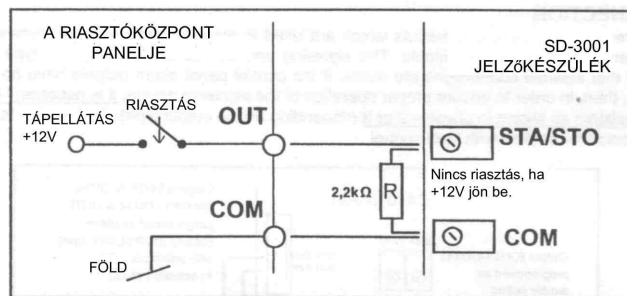 A RIASZTÓKÖZPONT
PANELJE
SD-3001
JELZőKÉSZÜLÉK
TÁPELLÁTÁS
+12V
RIASZTÁS
OUT
STA/STO
Nincs riasztás, ha
+12V jön be.
2,2kΩ
R
COM
COM
FÖLD